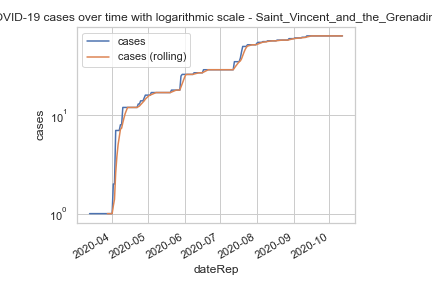 OVID-19 cases over time with logarithmic scale - Saint_Vincent_and_the_Grenadin
cases
cases (rolling)
cases
10¹
10⁰
2020-04
2020-05
2020-06
2020-07
2020-08
2020-09
2020-10
dateRep